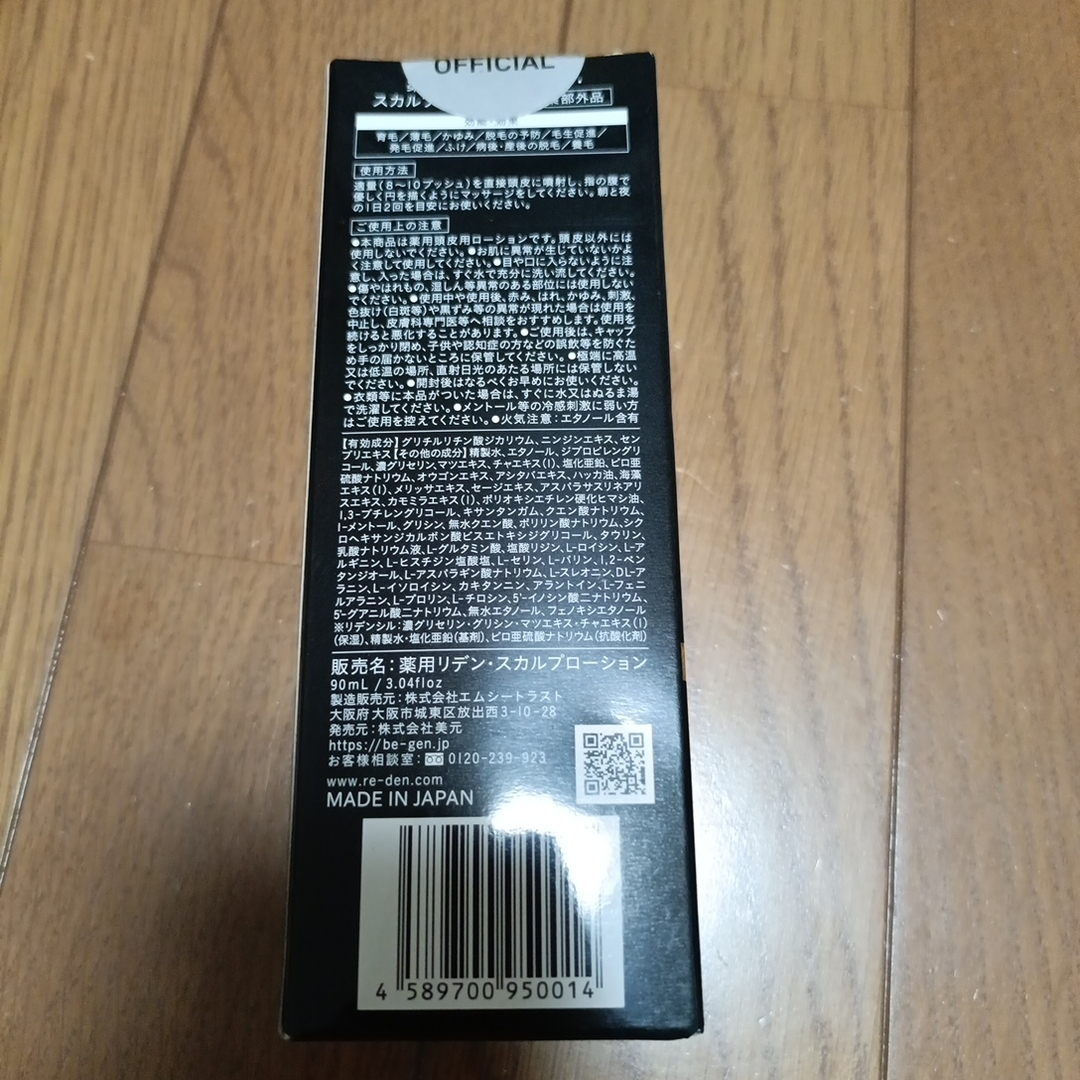 OFFICIAL
スカルプ
部外品
育毛/薄毛/かゆみ/脱毛の予防/毛生促進/
発毛促進/ふけ/病後・産後の脱毛/養毛
使用方法
適量(8〜10プッシュ)を直接頭皮に噴射し、指の腹で
優しく円を描くようにマッサージをしてください。朝と夜
の1日2回を目安にお使いください。
ご使用上の注意
●本商品は薬用頭皮用ローションです。頭皮以外には
使用しないでください。●お肌に異常が生じていないかよ
く注意して使用してください。●目や口に入らないように注
意し、入った場合は、すぐ水で充分に洗い流してください。
●傷やはれもの、湿しん等異常のある部位には使用しない
でください。●使用中や使用後、赤み、はれ、かゆみ、刺激、
色抜け(白斑等)や黒ずみ等の異常が現れた場合は使用を
中止し、皮膚科専門医等へ相談をおすすめします。使用を
続けると悪化することがあります。●ご使用後は、キャップ
をしっかり閉め、子供や認知症の方などの誤飲等を防ぐた
め手の届かないところに保管してください。●極端に高温
又は低温の場所、直射日光のあたる場所には保管しない
でください。●開封後はなるべくお早めにお使いください。
●衣類等に本品がついた場合は、すぐに水又はぬるま湯
で洗濯してください。●メントール等の冷感刺激に弱い方
はご使用を控えてください。●火気注意:エタノール含有
【有効成分】グリチルリチン酸ジカリウム、ニンジンエキス、セン
ブリエキス【その他の成分】精製水、エタノール、ジプロピレングリ
コール、濃グリセリン、マツエキス、チャエキス(1)、塩化亜鉛、ピロ亜
硫酸ナトリウム、オウゴンエキス、アシタバエキス、ハッカ油、海藻
エキス(1)、メリッサエキス、セージエキス、アスパラサスリネアリ
スエキス、カモミラエキス(1)、ポリオキシエチレン硬化ヒマシ油、
1,3-ブチレングリコール、キサンタンガム、クエン酸ナトリウム、
l-メントール、グリシン、無水クエン酸、ポリリン酸ナトリウム、シク
ロヘキサンジカルボン酸ビスエトキシジグリコール、タウリン、
乳酸ナトリウム液、L-グルタミン酸、塩酸リジン、L-ロイシン、L-ア
ルギニン、L-ヒスチジン塩酸塩、L-セリン、L-バリン、1,2-ペン
タンジオール、L-アスパラギン酸ナトリウム、L-スレオニン、DL-ア
ラニン、L-イソロイシン、カキタンニン、アラントイン、L-フェニ
ルアラニン、L-プロリン、L-チロシン、5'-イノシン酸二ナトリウム、
5'-グアニル酸二ナトリウム、無水エタノール、フェノキシエタノール
※リデンシル:濃グリセリン・グリシン・マツエキス・チャエキス(1)
(保湿)、精製水・塩化亜鉛(基剤)、ピロ亜硫酸ナトリウム(抗酸化剤)
販売名:薬用リデン・スカルプローション
90mL / 3.04floz
製造販売元:株式会社エムシートラスト
大阪府大阪市城東区放出西3-10-28
発売元:株式会社美元
https://be-gen.jp
お客様相談室:0120-239-923
www.re-den.com
MADE IN JAPAN
4 589700 950014